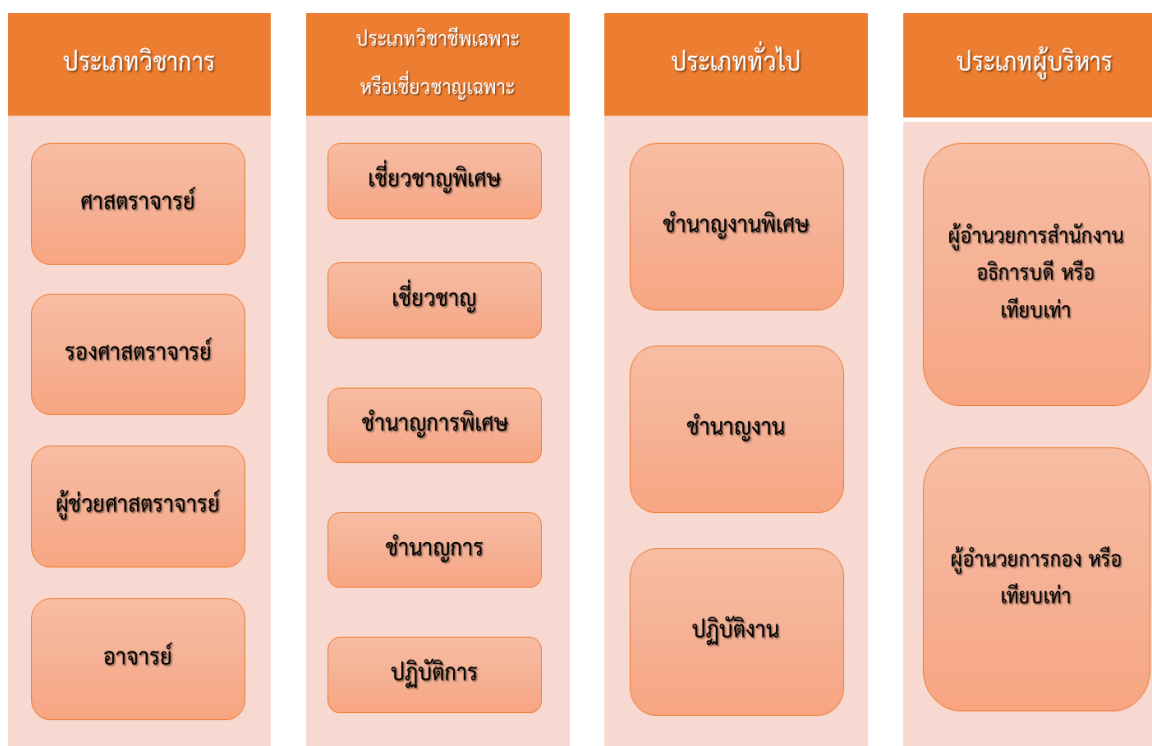 ประเภทวิชาการ
ศาสตราจารย์
รองศาสตราจารย์
ผู้ช่วยศาสตราจารย์
อาจารย์
ประเภทวิชาชีพเฉพาะ
หรือเชี่ยวชาญเฉพาะ
เชี่ยวชาญพิเศษ
เชี่ยวชาญ
ชำนาญการพิเศษ
ชำนาญการ
ปฏิบัติการ
ประเภททั่วไป
ชำนาญงานพิเศษ
ชำนาญงาน
ปฏิบัติงาน
ประเภทผู้บริหาร
ผู้อำนวยการสำนักงาน
อธิการบดี หรือ
เทียบเท่า
ผู้อำนวยการกอง หรือ
เทียบเท่า